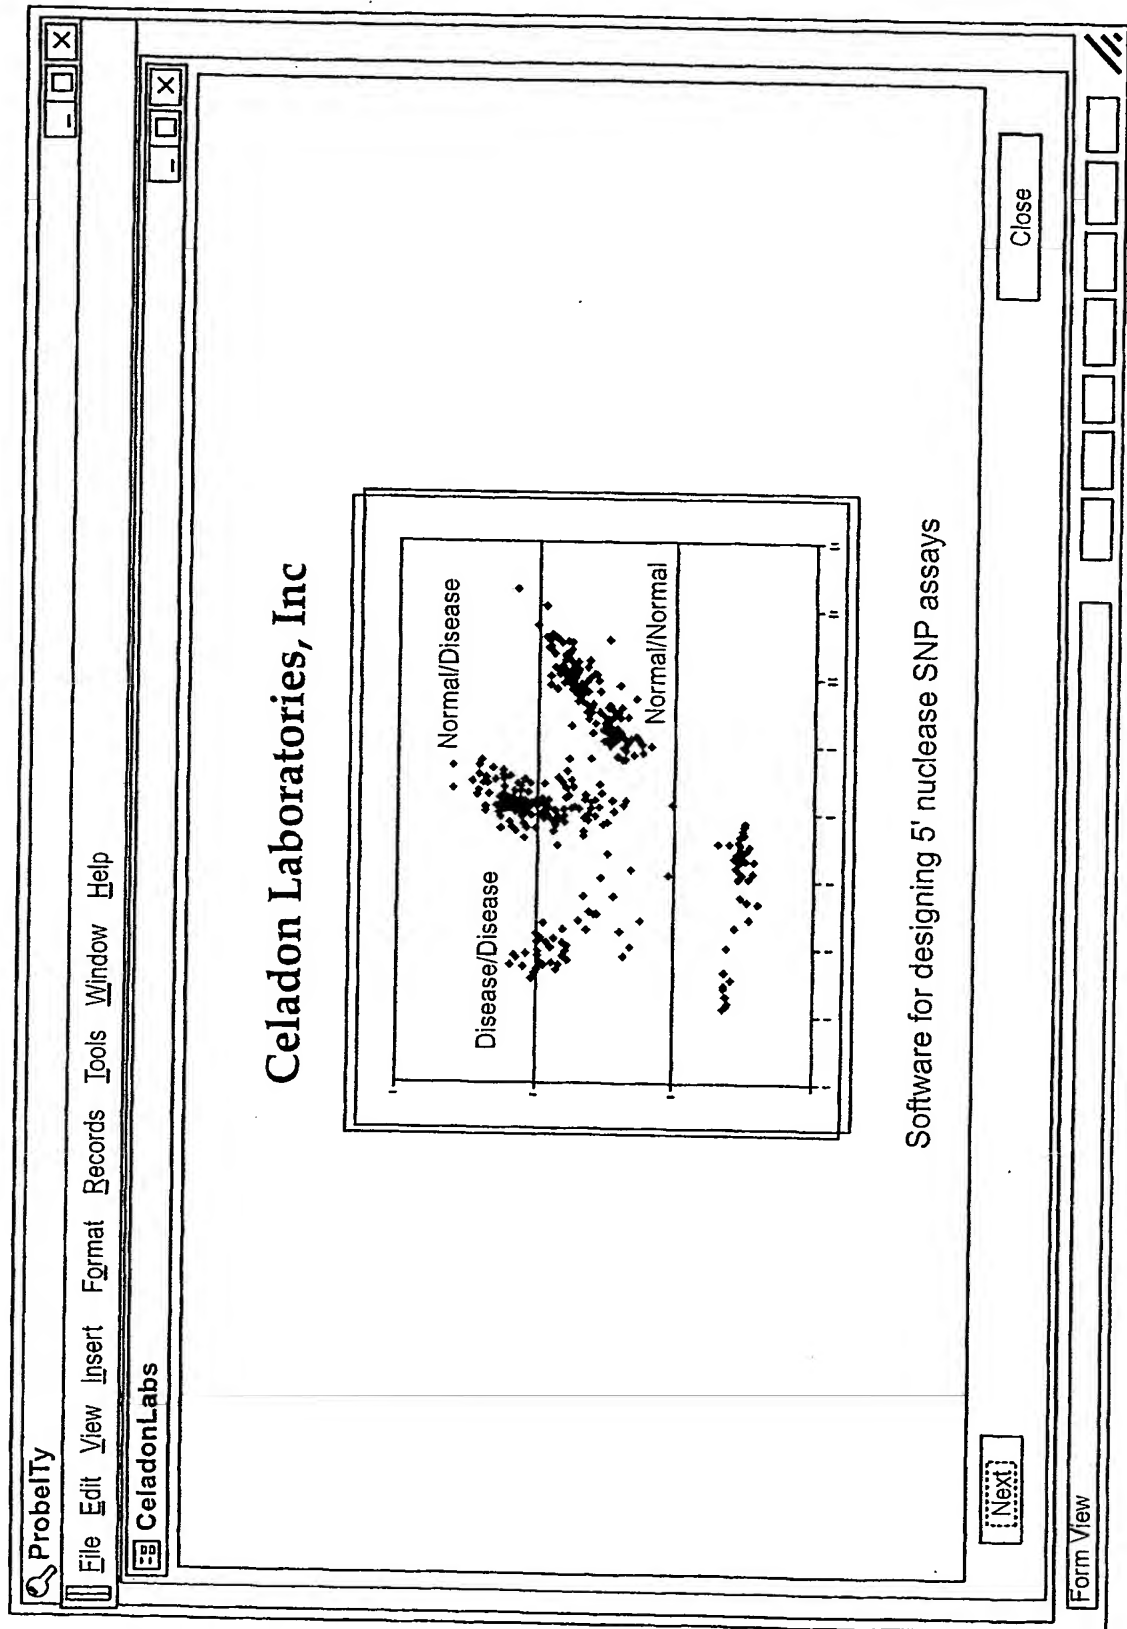 ProbeITy
File Edit View Insert Format Records Tools Window Help
CeladonLabs
Celadon Laboratories, Inc
Normal/Disease
Disease/Disease
Normal/Normal
Software for designing 5' nuclease SNP assays
Next
Close
Form View